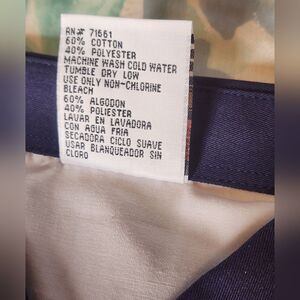 RN# 71661
60% COTTON
40% POLYESTER
MACHINE WASH COLD WATER
TUMBLE DRY LOW
USE ONLY NON-CHLORINE
BLEACH
60% ALGODON
40% POLIESTER
LAVAR EN LAVADORA
CON AGUA FRIA
SECADORA CICLO SUAVE
USAR BLANQUEADOR SIN
CLORO